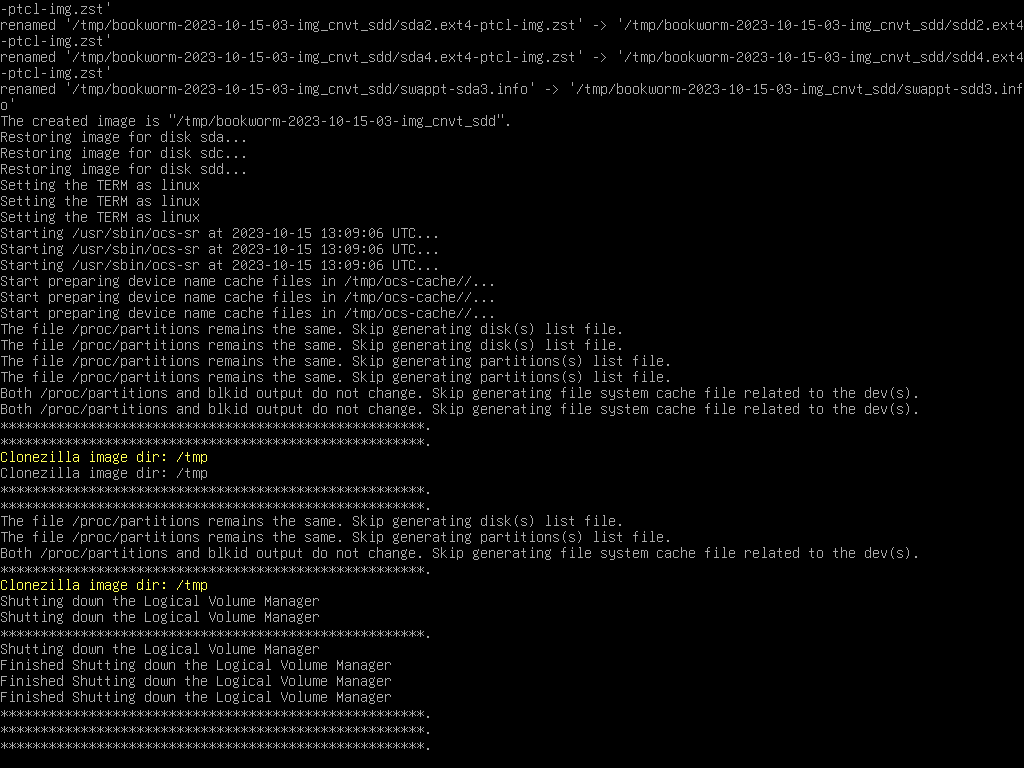 -ptcl-img.zst'
renamed '/tmp/bookworm-2023-10-15-03-img_cnvt_sdd/sda2.ext4-ptcl-img.zst' -> '/tmp/bookworm-2023-10-15-03-img_cnvt_sdd/sdd2.ext4
-ptcl-img.zst'
renamed '/tmp/bookworm-2023-10-15-03-img_cnvt_sdd/sda4.ext4-ptcl-img.zst' -> '/tmp/bookworm-2023-10-15-03-img_cnvt_sdd/sdd4.ext4
-ptcl-img.zst'
renamed '/tmp/bookworm-2023-10-15-03-img_cnvt_sdd/swappt-sda3.info' -> '/tmp/bookworm-2023-10-15-03-img_cnvt_sdd/swappt-sdd3.inf
o'
The created image is "/tmp/bookworm-2023-10-15-03-img_cnvt_sdd".
Restoring image for disk sda...
Restoring image for disk sdc...
Restoring image for disk sdd...
Setting the TERM as linux
Setting the TERM as linux
Setting the TERM as linux
Starting /usr/sbin/ocs-sr at 2023-10-15 13:09:06 UTC...
Starting /usr/sbin/ocs-sr at 2023-10-15 13:09:06 UTC...
Starting /usr/sbin/ocs-sr at 2023-10-15 13:09:06 UTC...
Start preparing device name cache files in /tmp/ocs-cache//...
Start preparing device name cache files in /tmp/ocs-cache//...
Start preparing device name cache files in /tmp/ocs-cache//...
The file /proc/partitions remains the same. Skip generating disk(s) list file.
The file /proc/partitions remains the same. Skip generating disk(s) list file.
The file /proc/partitions remains the same. Skip generating partitions(s) list file.
The file /proc/partitions remains the same. Skip generating partitions(s) list file.
Both /proc/partitions and blkid output do not change. Skip generating file system cache file related to the dev(s).
Both /proc/partitions and blkid output do not change. Skip generating file system cache file related to the dev(s).
*****************************************************.
*****************************************************.
Clonezilla image dir: /tmp
Clonezilla image dir: /tmp
*****************************************************.
*****************************************************.
The file /proc/partitions remains the same. Skip generating disk(s) list file.
The file /proc/partitions remains the same. Skip generating partitions(s) list file.
Both /proc/partitions and blkid output do not change. Skip generating file system cache file related to the dev(s).
*****************************************************.
Clonezilla image dir: /tmp
Shutting down the Logical Volume Manager
Shutting down the Logical Volume Manager
*****************************************************.
Shutting down the Logical Volume Manager
Finished Shutting down the Logical Volume Manager
Finished Shutting down the Logical Volume Manager
Finished Shutting down the Logical Volume Manager
*****************************************************.
*****************************************************.
*****************************************************.